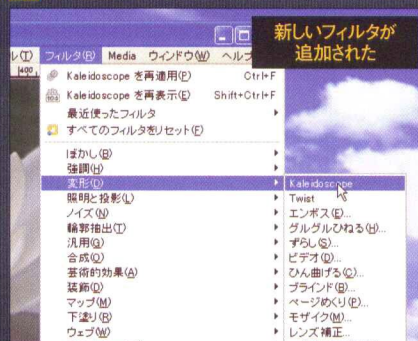 新しいフィルタが
追加された
(T) フィルタ(R) Media ウィンドウ(W) ヘルプ
400
Kaleidoscope を再適用(P) Ctrl+F
Kaleidoscope を再表示(E) Shift+Ctrl+F
最近使ったフィルタ
すべてのフィルタをリセット(F)
ぼかし(B)
強調(H)
変形(D)
照明と投影(L)
ノイズ(N)
輪郭抽出(T)
汎用(G)
合成(O)
芸術的効果(A)
装飾(D)
マップ(M)
下塗り(R)
ウェブ(W)
Kaleidoscope
Twist
エンボス(E)...
グルグルひねる(H)...
ずらし(S)...
ビデオ(D)...
ひん曲げる(C)...
ブラインド(B)...
ページめくり(P)...
モザイク(M)...
レンズ補正...